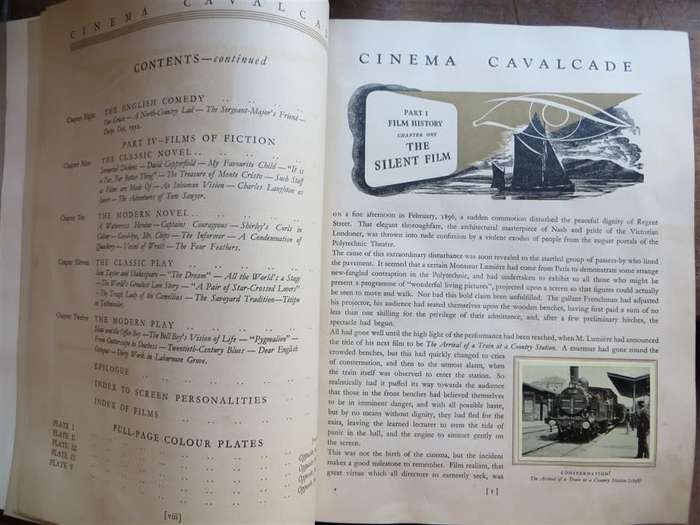 CINEMA CAVALCADE
CONTENTS—continued
Chapter Eight THE ENGLISH COMEDY
— A North-Country Lad — The Sergeant-Major's Friend —
PART IV—FILMS OF FICTION
Chapter Nine THE CLASSIC NOVEL
Immortal Dickens — David Copperfield — My Favourite Child — "It is
a Far, Far Better Thing" — The Treasure of Monte Cristo — Such Stuff
as Films are Made Of — An Inhuman Vision — Charles Laughton as
— The Adventures of Tom Sawyer.
Chapter Ten THE MODERN NOVEL
A Waterress Heroine — Captains Courageous — Shirley's Curls in
Colour — Good-bye, Mr. Chips — The Informer — A Condemnation of
Quackery — Vessel of Wrath — The Four Feathers.
Chapter Eleven THE CLASSIC PLAY
Sam Taylor and Shakespeare — "The Dream" — All the World's a Stage
— The World's Greatest Love Story — "A Pair of Star-Crossed Lovers"
— The Tragic Lady of the Camellias — The Savoyard Tradition — Titipu
in Technicolor.
Chapter Twelve THE MODERN PLAY
Shaw and the Office Boy — The Bell Boy's Vision of Life — "Pygmalion" —
From Guttersnipe to Duchess — Twentieth-Century Blues — Dear English
— Dirty Work in Laburnum Grove.
EPILOGUE
INDEX TO SCREEN PERSONALITIES
INDEX OF FILMS
FULL-PAGE COLOUR PLATES
PLATE I
PLATE II
PLATE III
PLATE IV
PLATE V
[viii]
CINEMA CAVALCADE
PART I
FILM HISTORY
CHAPTER ONE
THE
SILENT FILM
ON a fine afternoon in February, 1896, a sudden commotion disturbed the peaceful dignity of Regent
Street. That elegant thoroughfare, the architectural masterpiece of Nash and pride of the Victorian
Londoner, was thrown into rude confusion by a violent exodus of people from the august portals of the
Polytechnic Theatre.
The cause of this extraordinary disturbance was soon revealed to the startled group of passers-by who lined
the pavement. It seemed that a certain Monsieur Lumière had come from Paris to demonstrate some strange
new-fangled contraption in the Polytechnic, and had undertaken to exhibit to all those who might be
present a programme of "wonderful living pictures", projected upon a screen so that figures could actually
be seen to move and walk. Nor had this bold claim been unfulfilled. The gallant Frenchman had adjusted
his projector, his audience had seated themselves upon the wooden benches, having first paid a sum of no
less than one shilling for the privilege of their admittance, and, after a few preliminary hitches, the
spectacle had begun.
All had gone well until the high light of the performance had been reached, when M. Lumière had announced
the title of his next film to be The Arrival of a Train at a Country Station. A murmur had gone round the
crowded benches, but this had quickly changed to cries
of consternation, and then to the utmost alarm, when
the train itself was observed to enter the station. So
realistically had it puffed its way towards the audience
that those in the front benches had believed themselves
to be in imminent danger, and with all possible haste,
but by no means without dignity, they had fled for the
exits, leaving the learned lecturer to stem the tide of
panic in the hall, and the engine to simmer gently on
the screen.
This was not the birth of the cinema, but the incident
makes a good milestone to remember. Film realism, that
great virtue which all directors so earnestly seek, was
CONSTERNATION!
The Arrival of a Train at a Country Station (1896)
[1]